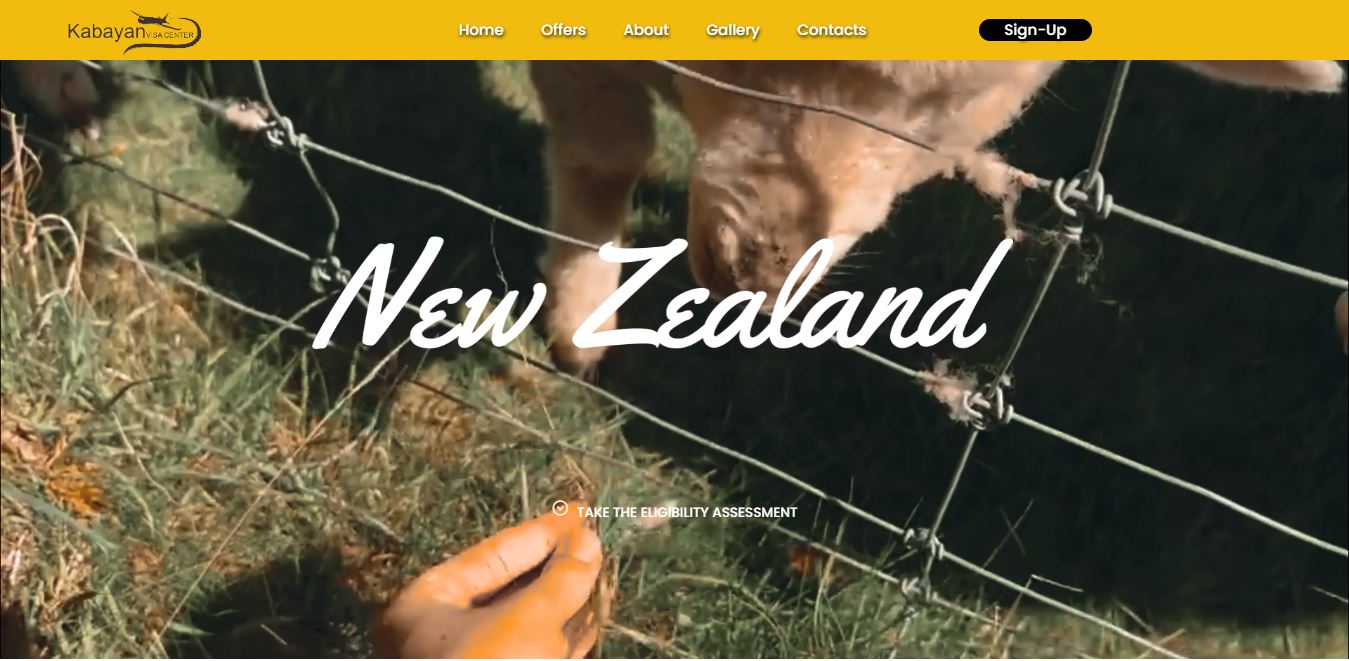 Kabayan VISA CENTER
Home Offers About Gallery Contacts Sign-Up
New Zealand
TAKE THE ELIGIBILITY ASSESSMENT